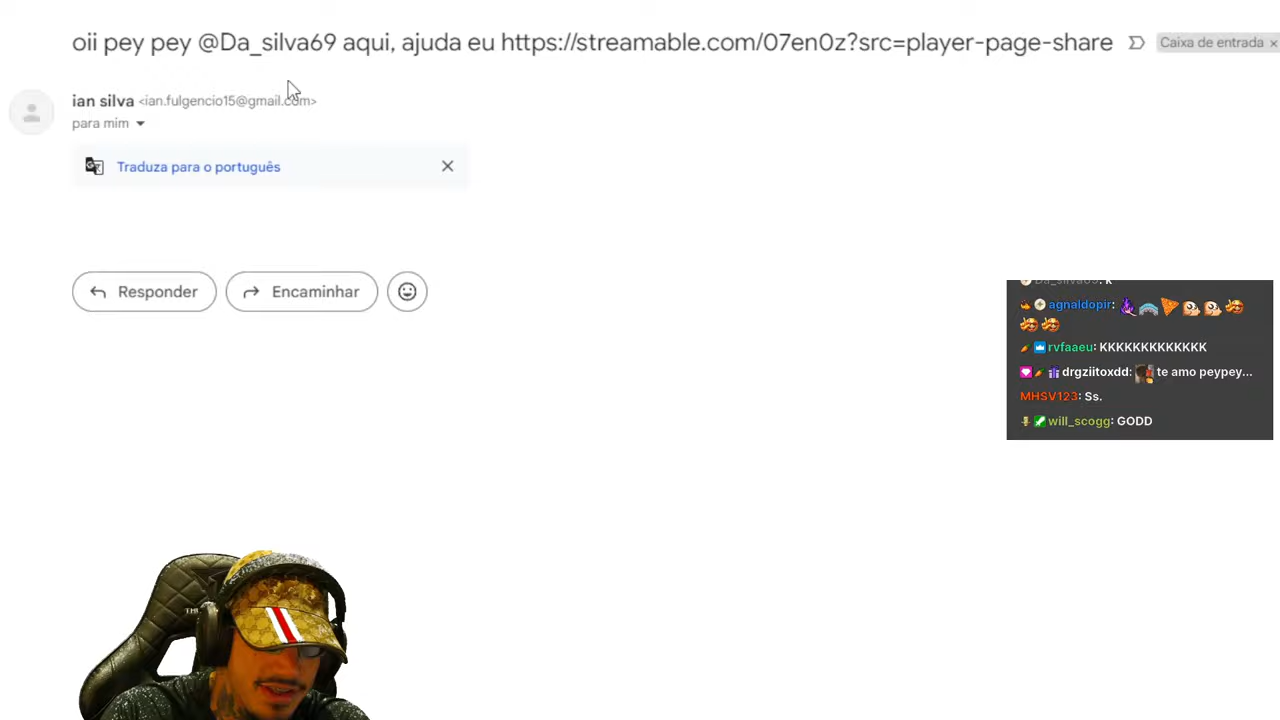 oii pey pey @Da_silva69 aqui, ajuda eu https://streamable.com/07en0z?src=player-page-share Caixa de entrada ×
ian silva <ian.fulgencio15@gmail.com>
para mim
Traduza para o português
Responder Encaminhar
Da_silva69: k
agnaldopir:
rvfaaeu: KKKKKKKKKKKKK
drgziitoxdd: te amo peypey...
MHSV123: Ss.
will_scogg: GODD